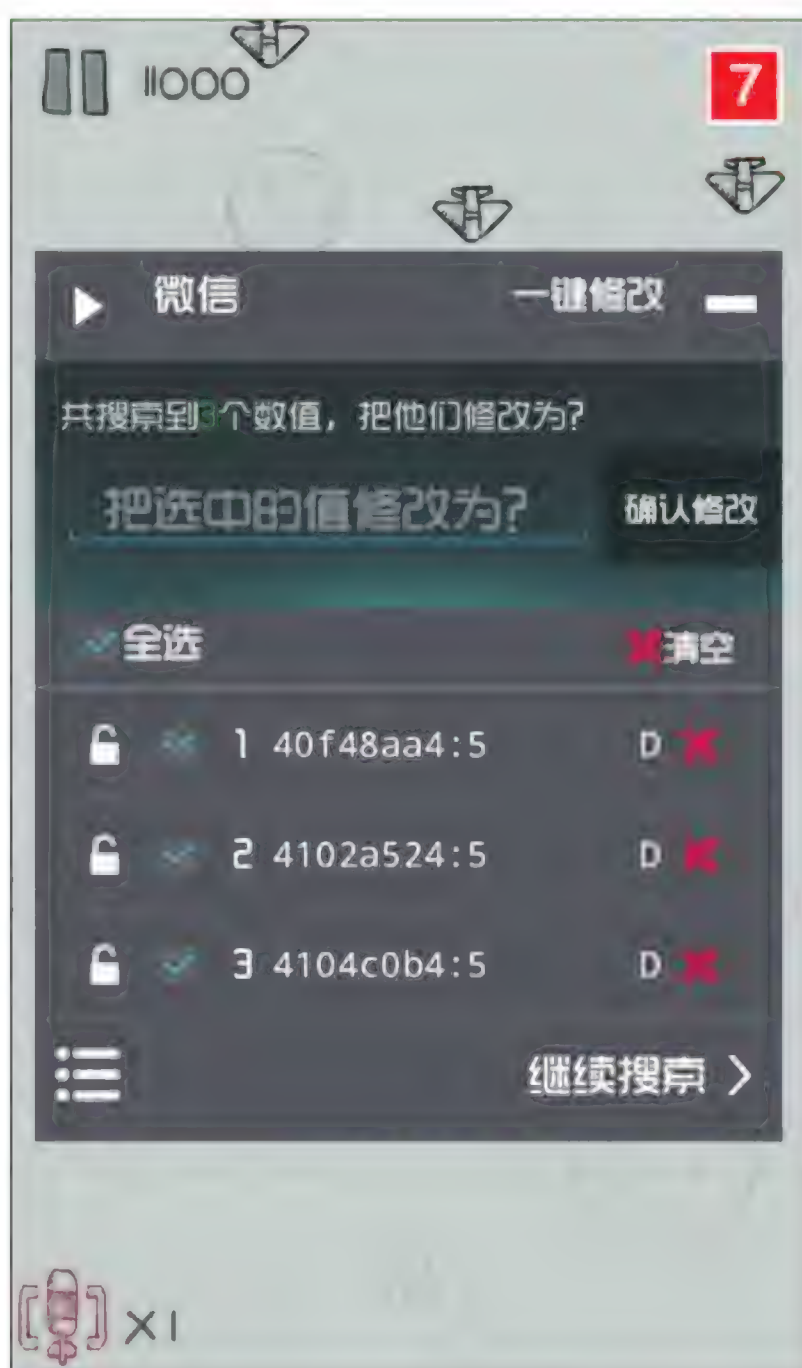 11000
7
微信 一键修改
共搜索到3个数值，把他们修改为?
把选中的值修改为? 确认修改
全选 清空
1 40f48aa4:5 D
2 4102a524:5 D
3 4104c0b4:5 D
继续搜索 >
X1